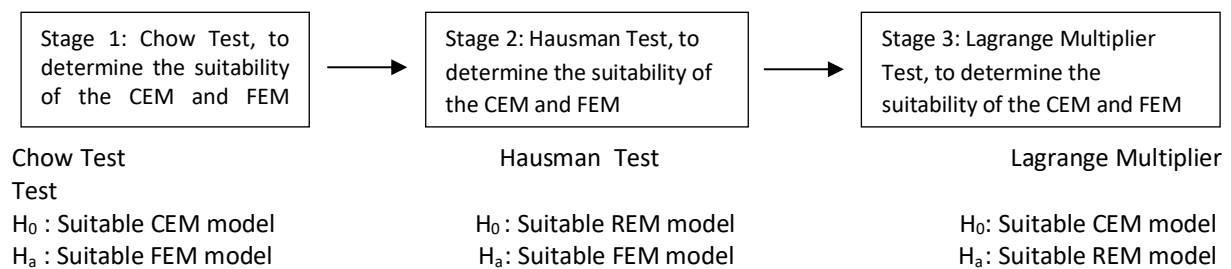 Stage 1: Chow Test, to
determine the suitability
of the CEM and FEM
Stage 2: Hausman Test, to
determine the suitability of
the CEM and FEM
Stage 3: Lagrange Multiplier
Test, to determine the
suitability of the CEM and FEM
Chow Test Hausman Test Lagrange Multiplier
Test
H₀ : Suitable CEM model H₀ : Suitable REM model H₀: Suitable CEM model
Hₐ : Suitable FEM model Hₐ: Suitable FEM model Hₐ: Suitable REM model